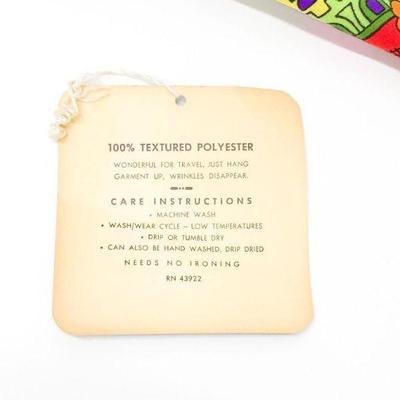 100% TEXTURED POLYESTER
WONDERFUL FOR TRAVEL, JUST HANG
GARMENT UP, WRINKLES DISAPPEAR.
CARE INSTRUCTIONS
• MACHINE WASH
• WASH/WEAR CYCLE – LOW TEMPERATURES
• DRIP OR TUMBLE DRY
• CAN ALSO BE HAND WASHED, DRIP DRIED
NEEDS NO IRONING
RN 43922